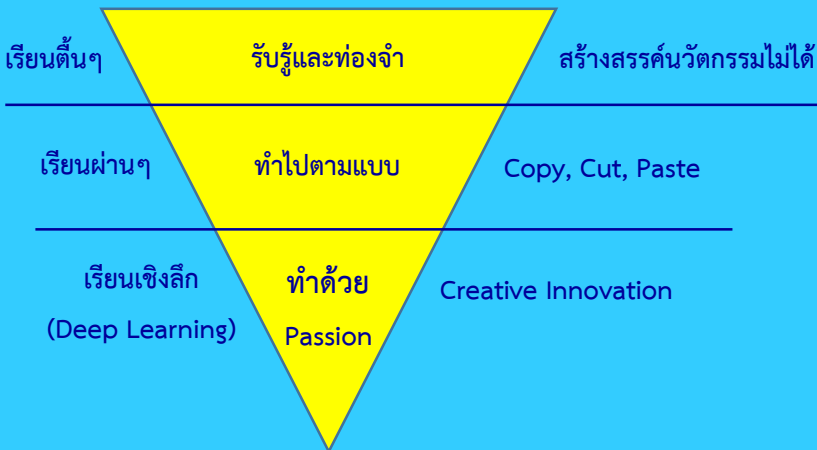 เรียนตื้นๆ รับรู้และท่องจำ สร้างสรรค์นวัตกรรมไม่ได้
เรียนผ่านๆ ทำไปตามแบบ Copy, Cut, Paste
เรียนเชิงลึก ทำด้วย Creative Innovation
(Deep Learning) Passion